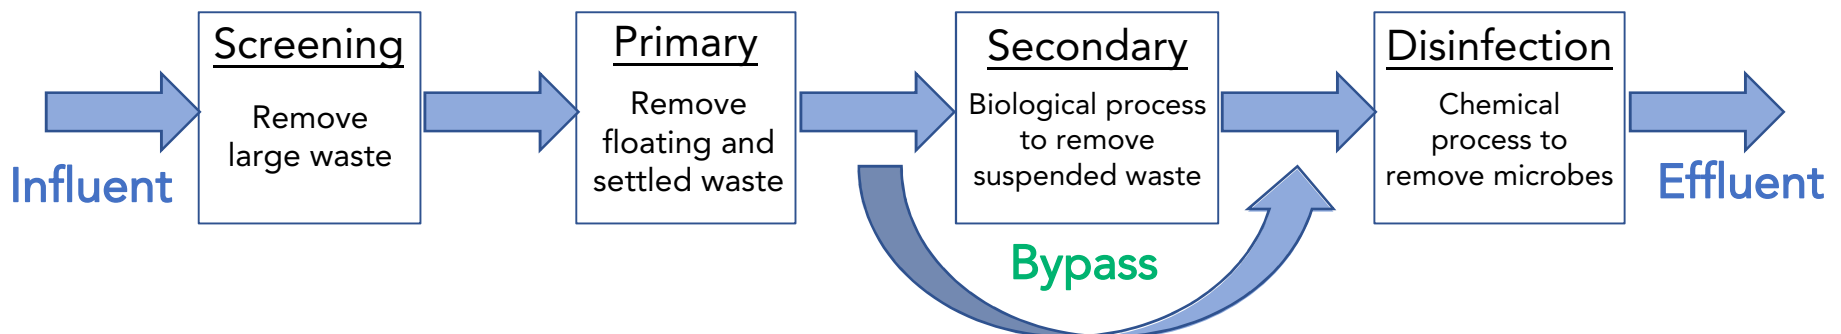 Influent
Screening
Remove
large waste
Primary
Remove
floating and
settled waste
Secondary
Biological process
to remove
suspended waste
Bypass
Disinfection
Chemical
process to
remove microbes
Effluent